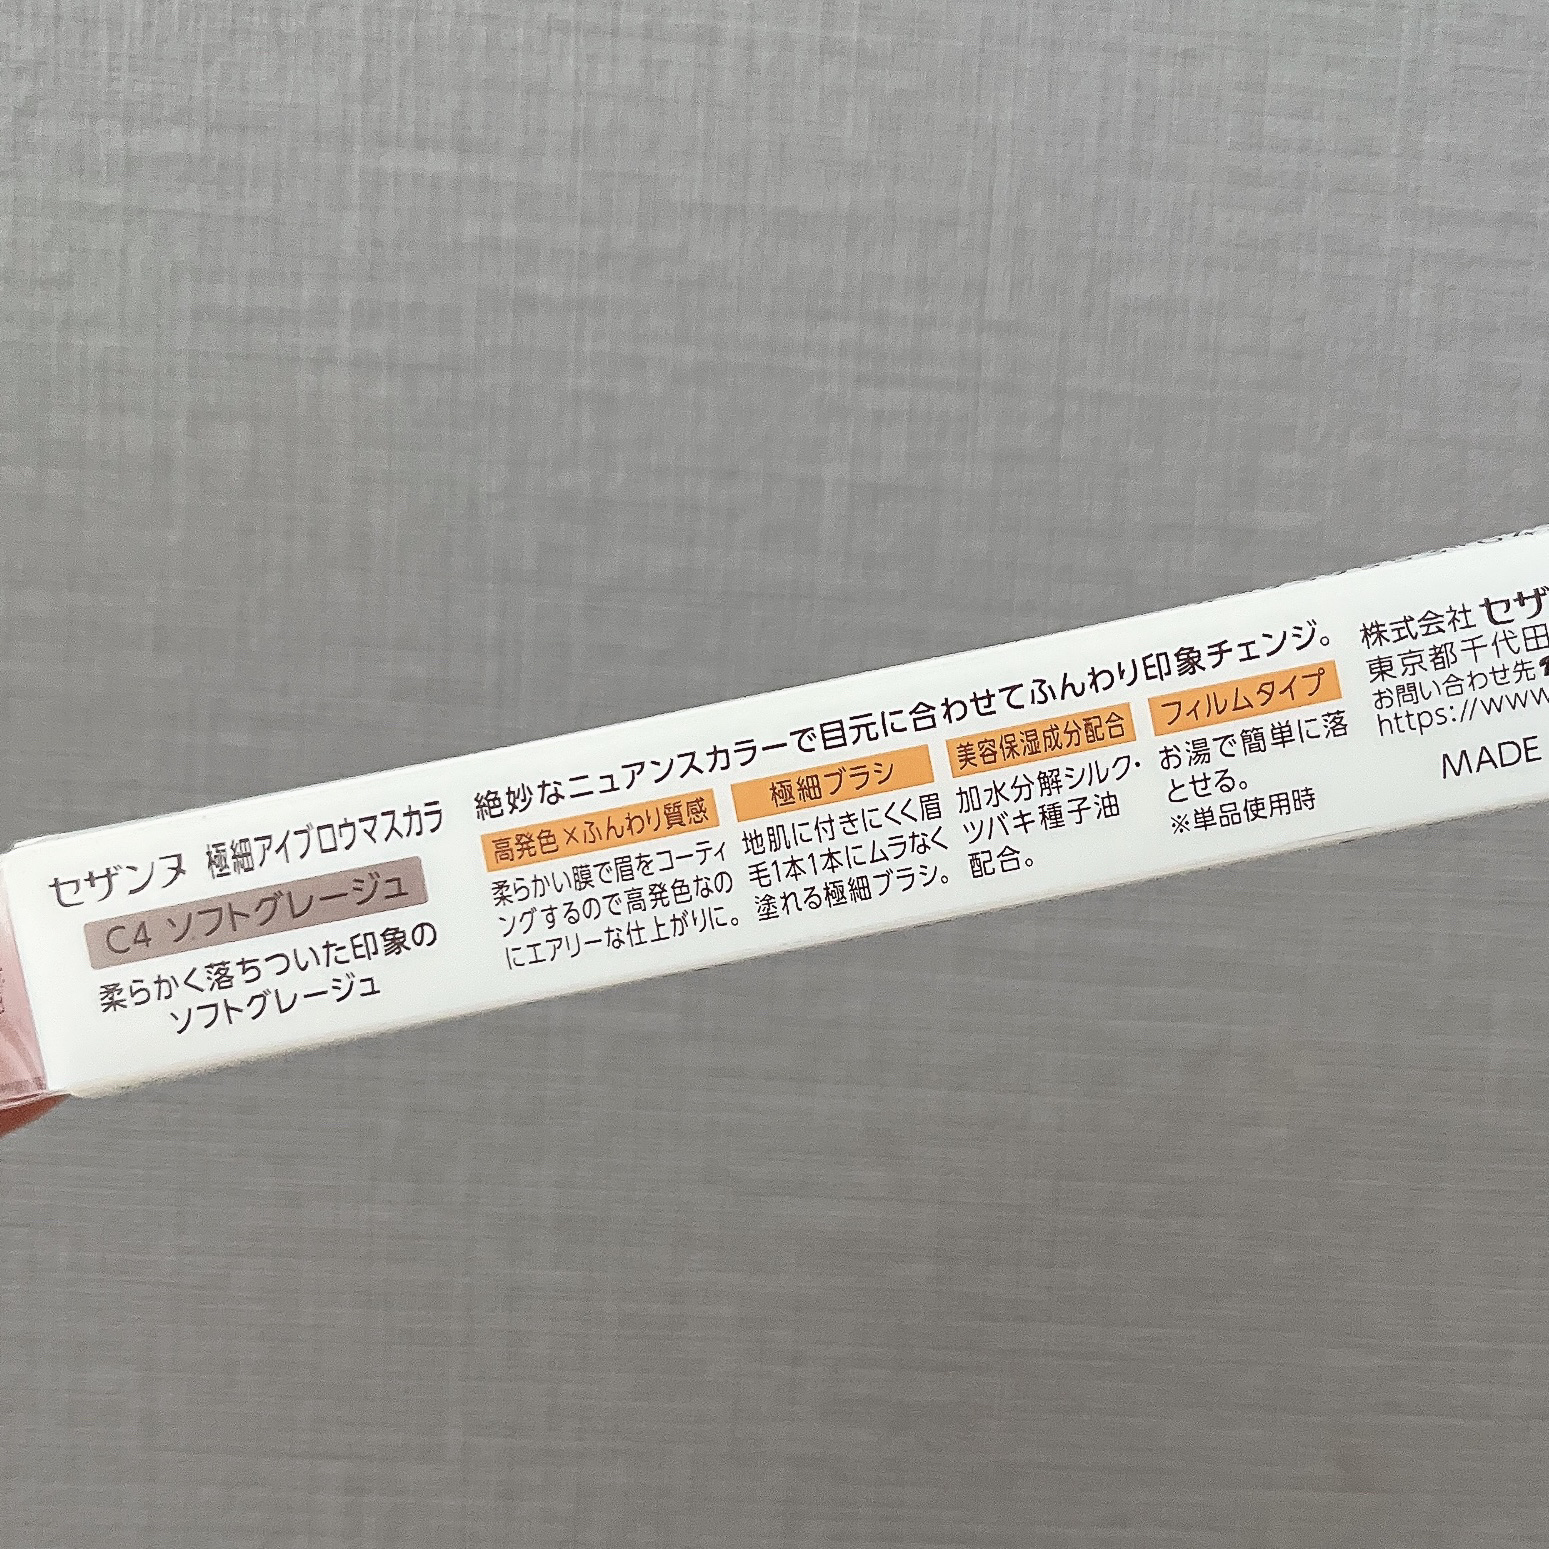 セザンヌ 極細アイブロウマスカラ
C4 ソフトグレージュ
柔らかく落ちついた印象の
ソフトグレージュ
絶妙なニュアンスカラーで目元に合わせてふんわり印象チェンジ。
高発色×ふんわり質感
柔らかい膜で眉をコーティ
ングするので高発色なの
にエアリーな仕上がりに。
極細ブラシ
地肌に付きにくく眉
毛1本1本にムラなく
塗れる極細ブラシ。
美容保湿成分配合
加水分解シルク・
ツバキ種子油
配合。
フィルムタイプ
お湯で簡単に落
とせる。
※単品使用時
株式会社 セザ
東京都千代田
お問い合わせ先
https://www
MADE